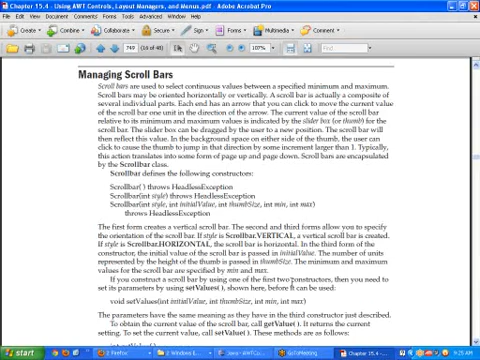 Chapter 15.4 - Using AWT Controls, Layout Managers, and Menus.pdf - Adobe Acrobat Pro
File Edit View Document Comments Forms Tools Advanced Window Help
Create Combine Collaborate Secure Sign Forms Multimedia Comment
749 (14 of 48) 107% Find
Managing Scroll Bars
Scroll bars are used to select continuous values between a specified minimum and maximum.
Scroll bars may be oriented horizontally or vertically. A scroll bar is actually a composite of
several individual parts. Each end has an arrow that you can click to move the current value
of the scroll bar one unit in the direction of the arrow. The current value of the scroll bar
relative to its minimum and maximum values is indicated by the slider box (or thumb) for the
scroll bar. The slider box can be dragged by the user to a new position. The scroll bar will
then reflect this value. In the background space on either side of the thumb, the user can
click to cause the thumb to jump in that direction by some increment larger than 1. Typically,
this action translates into some form of page up and page down. Scroll bars are encapsulated
by the Scrollbar class.
Scrollbar defines the following constructors:
Scrollbar( ) throws HeadlessException
Scrollbar(int style) throws HeadlessException
Scrollbar(int style, int initialValue, int thumbSize, int min, int max)
throws HeadlessException
The first form creates a vertical scroll bar. The second and third forms allow you to specify
the orientation of the scroll bar. If style is Scrollbar.VERTICAL, a vertical scroll bar is created.
If style is Scrollbar.HORIZONTAL, the scroll bar is horizontal. In the third form of the
constructor, the initial value of the scroll bar is passed in initialValue. The number of units
represented by the height of the thumb is passed in thumbSize. The minimum and maximum
values for the scroll bar are specified by min and max.
If you construct a scroll bar by using one of the first two constructors, then you need to
set its parameters by using setValues( ), shown here, before it can be used:
void setValues(int initialValue, int thumbSize, int min, int max)
The parameters have the same meaning as they have in the third constructor just described.
To obtain the current value of the scroll bar, call getValue( ). It returns the current
setting. To set the current value, call setValue( ). These methods are as follows:
start 2 Firefox 2 Windows E... Java - AWTCon... GoToMeeting Chapter 15.4 - Usin... 9:25 AM